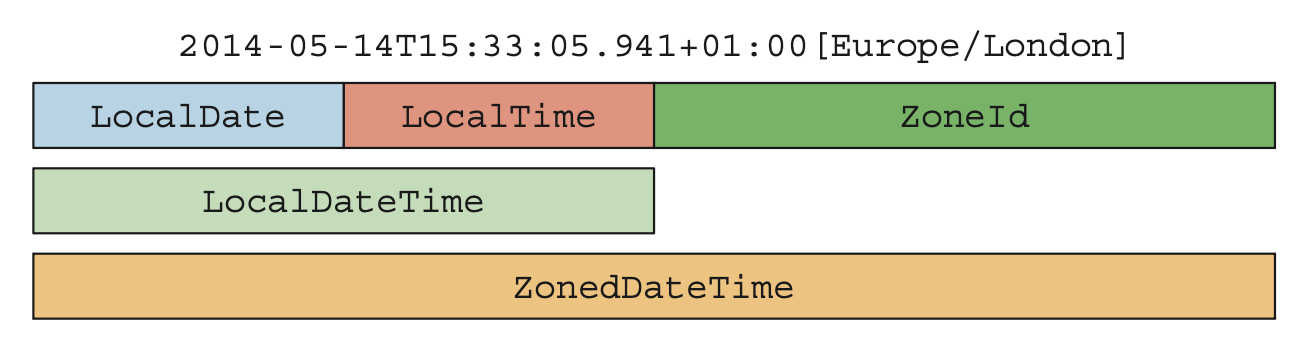 2014-05-14T15:33:05.941+01:00[Europe/London]
LocalDate LocalTime ZoneId
LocalDateTime
ZonedDateTime